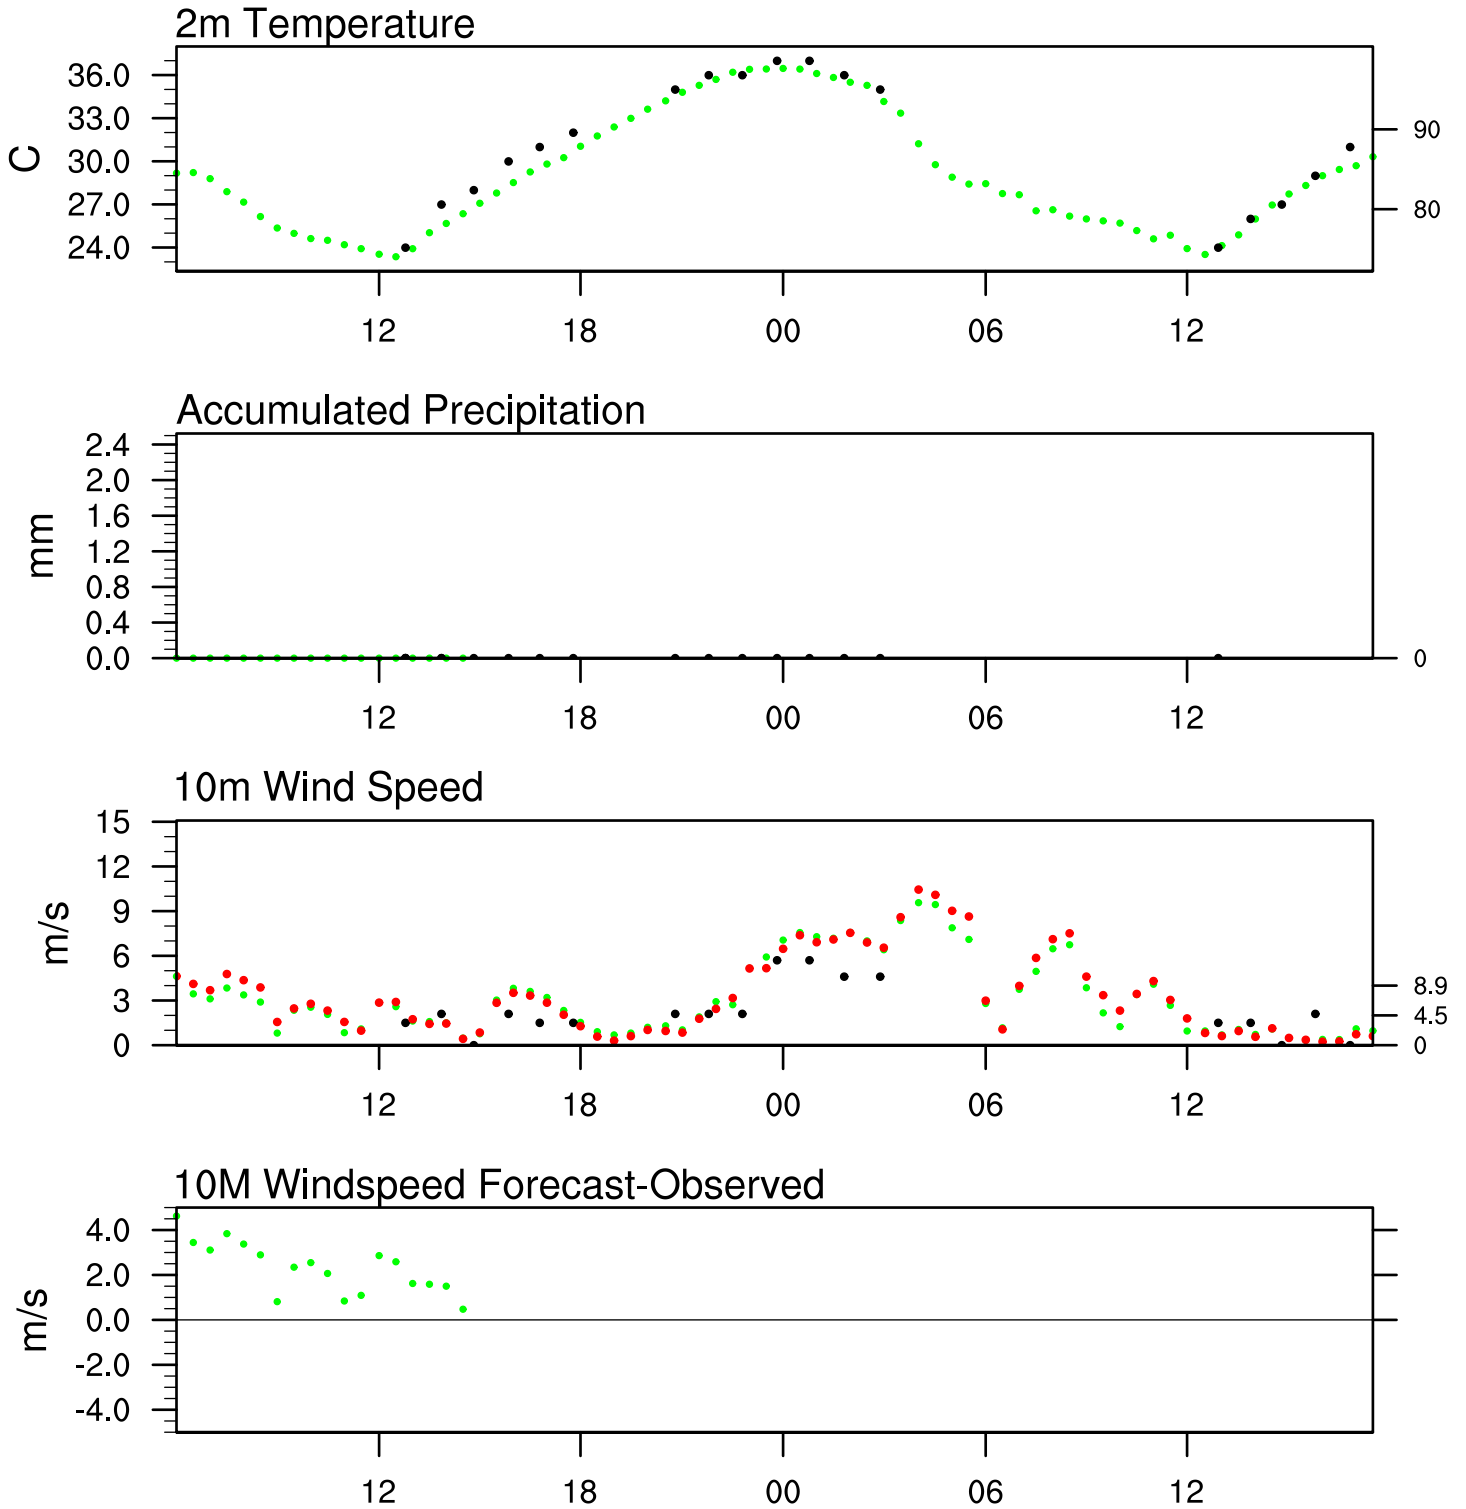 2m Temperature
36.0
33.0
90
30.0
27.0
80
24.0
C
12 18 00 06 12
Accumulated Precipitation
2.4
2.0
1.6
1.2
0.8
0.4
0.0
0
mm
12 18 00 06 12
10m Wind Speed
15
12
9
6
8.9
3
4.5
0
0
m/s
12 18 00 06 12
10M Windspeed Forecast-Observed
4.0
2.0
0.0
-2.0
-4.0
m/s
12 18 00 06 12